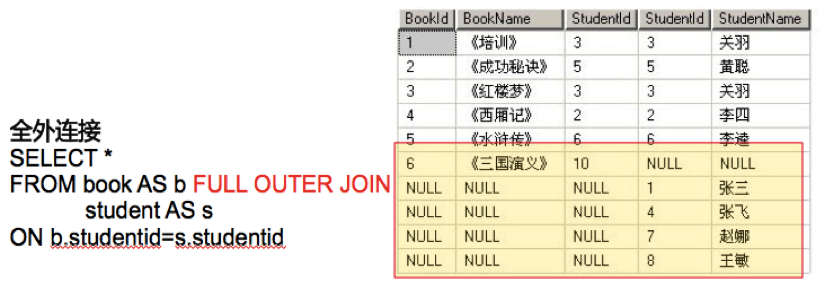 全外连接
SELECT *
FROM book AS b FULL OUTER JOIN
student AS s
ON b.studentid=s.studentid
BookId BookName StudentId StudentId StudentName
1 《培训》 3 3 关羽
2 《成功秘诀》 5 5 黄聪
3 《红楼梦》 3 3 关羽
4 《西厢记》 2 2 李四
5 《水浒传》 6 6 李逵
6 《三国演义》 10 NULL NULL
NULL NULL NULL 1 张三
NULL NULL NULL 4 张飞
NULL NULL NULL 7 赵娜
NULL NULL NULL 8 王敏